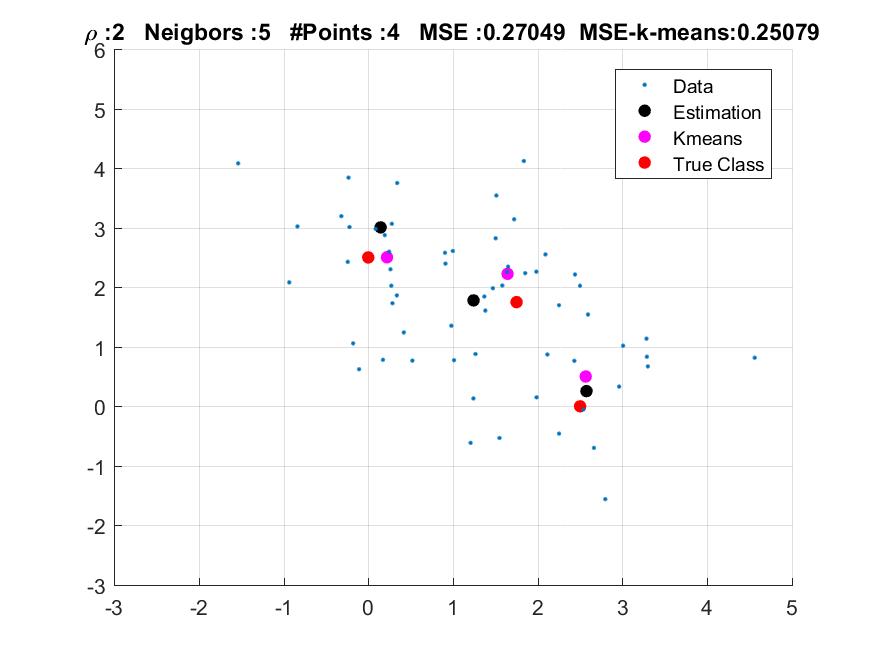 ρ :2 Neigbors :5 #Points :4 MSE :0.27049 MSE-k-means:0.25079
6
5
4
3
2
1
0
-1
-2
-3
-3 -2 -1 0 1 2 3 4 5
Data
Estimation
Kmeans
True Class